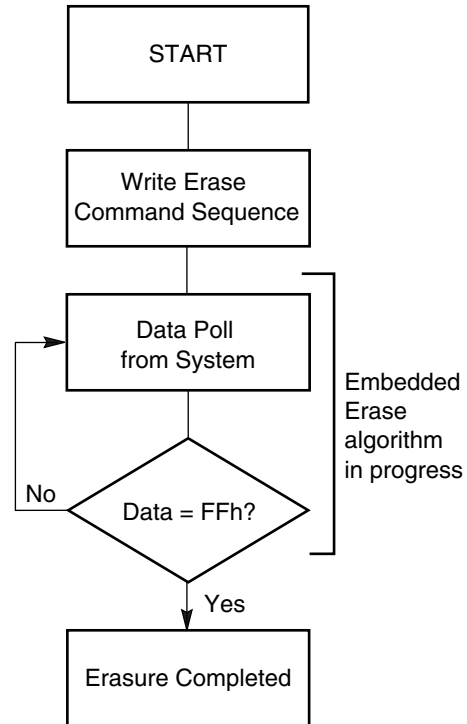 START
Write Erase
Command Sequence
Data Poll
from System
Embedded
Erase
algorithm
in progress
No
Data = FFh?
Yes
Erasure Completed